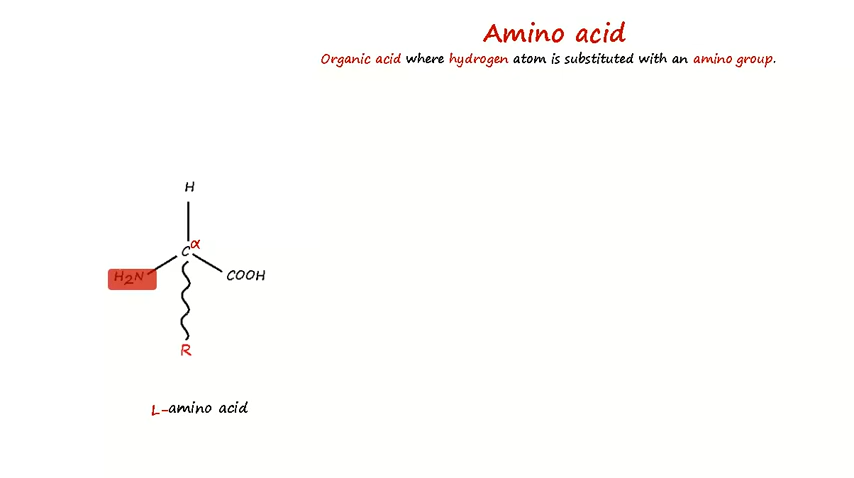 Amino acid
Organic acid where hydrogen atom is substituted with an amino group.
H
Cα
H2N
COOH
R
L-amino acid